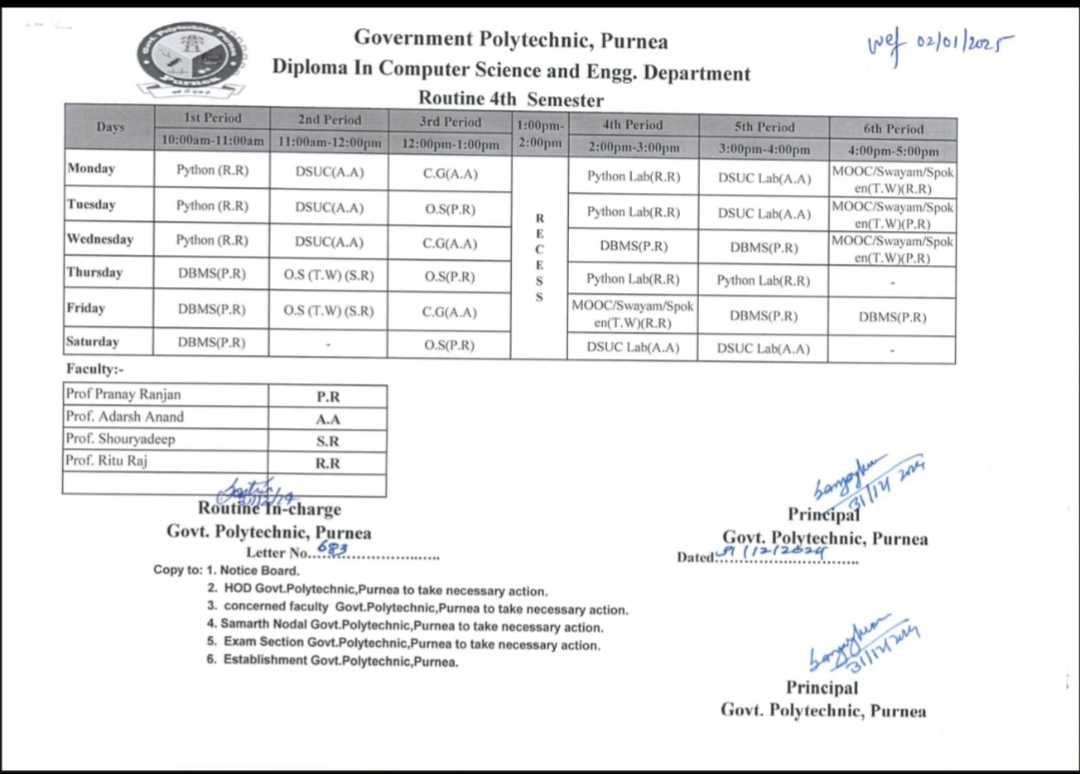 Govt. Polytechnic Purnea
Purnea
Government Polytechnic, Purnea
wef 02/01/2025
Diploma In Computer Science and Engg. Department
Routine 4th Semester
Days 1st Period 2nd Period 3rd Period 1:00pm-2:00pm 4th Period 5th Period 6th Period
10:00am-11:00am 11:00am-12:00pm 12:00pm-1:00pm 2:00pm-3:00pm 3:00pm-4:00pm 4:00pm-5:00pm
Monday Python (R.R) DSUC(A.A) C.G(A.A) Python Lab(R.R) DSUC Lab(A.A) MOOC/Swayam/Spoken(T.W)(R.R)
Tuesday Python (R.R) DSUC(A.A) O.S(P.R) Python Lab(R.R) DSUC Lab(A.A) MOOC/Swayam/Spoken(T.W)(P.R)
Wednesday Python (R.R) DSUC(A.A) C.G(A.A) DBMS(P.R) DBMS(P.R) MOOC/Swayam/Spoken(T.W)(P.R)
RECESS
Thursday DBMS(P.R) O.S (T.W) (S.R) O.S(P.R) Python Lab(R.R) Python Lab(R.R) -
Friday DBMS(P.R) O.S (T.W) (S.R) C.G(A.A) MOOC/Swayam/Spoken(T.W)(R.R) DBMS(P.R) DBMS(P.R)
Saturday DBMS(P.R) - O.S(P.R) DSUC Lab(A.A) DSUC Lab(A.A) -
Faculty:-
Prof Pranay Ranjan P.R
Prof. Adarsh Anand A.A
Prof. Shouryadeep S.R
Prof. Ritu Raj R.R
31/12/2024
Routine In-charge
Govt. Polytechnic, Purnea
Letter No...683
Principal
Govt. Polytechnic, Purnea
Dated 31/12/2024
Copy to: 1. Notice Board.
2. HOD Govt.Polytechnic,Purnea to take necessary action.
3. concerned faculty Govt.Polytechnic,Purnea to take necessary action.
4. Samarth Nodal Govt.Polytechnic,Purnea to take necessary action.
5. Exam Section Govt.Polytechnic,Purnea to take necessary action.
6. Establishment Govt.Polytechnic,Purnea.
31/12/2024
Principal
Govt. Polytechnic, Purnea